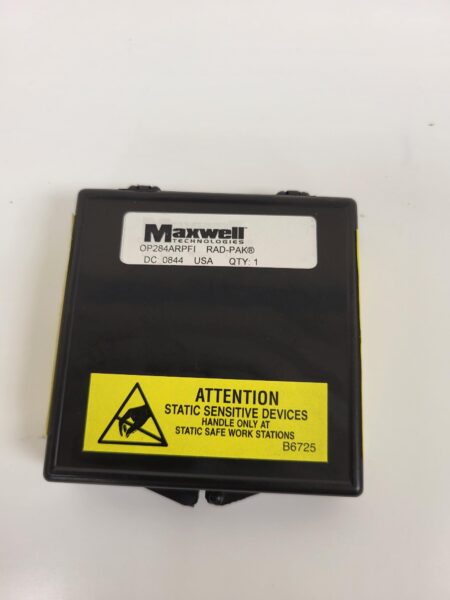 Maxwell
TECHNOLOGIES
OP284ARPFI RAD-PAK®
DC: 0844 USA QTY: 1
ATTENTION
STATIC SENSITIVE DEVICES
HANDLE ONLY AT
STATIC SAFE WORK STATIONS
B6725